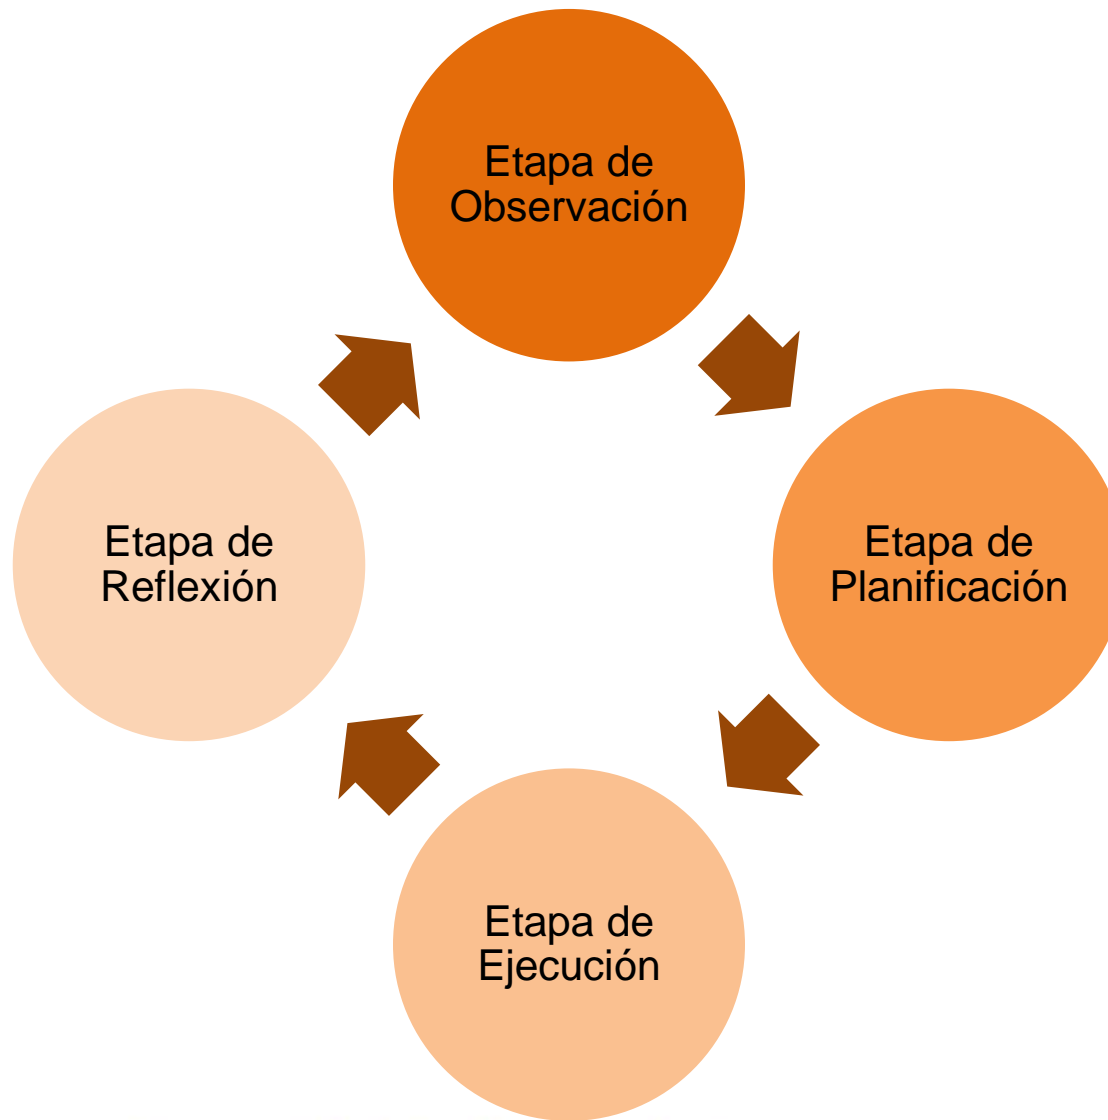 Etapa de
Observación
Etapa de
Planificación
Etapa de
Ejecución
Etapa de
Reflexión